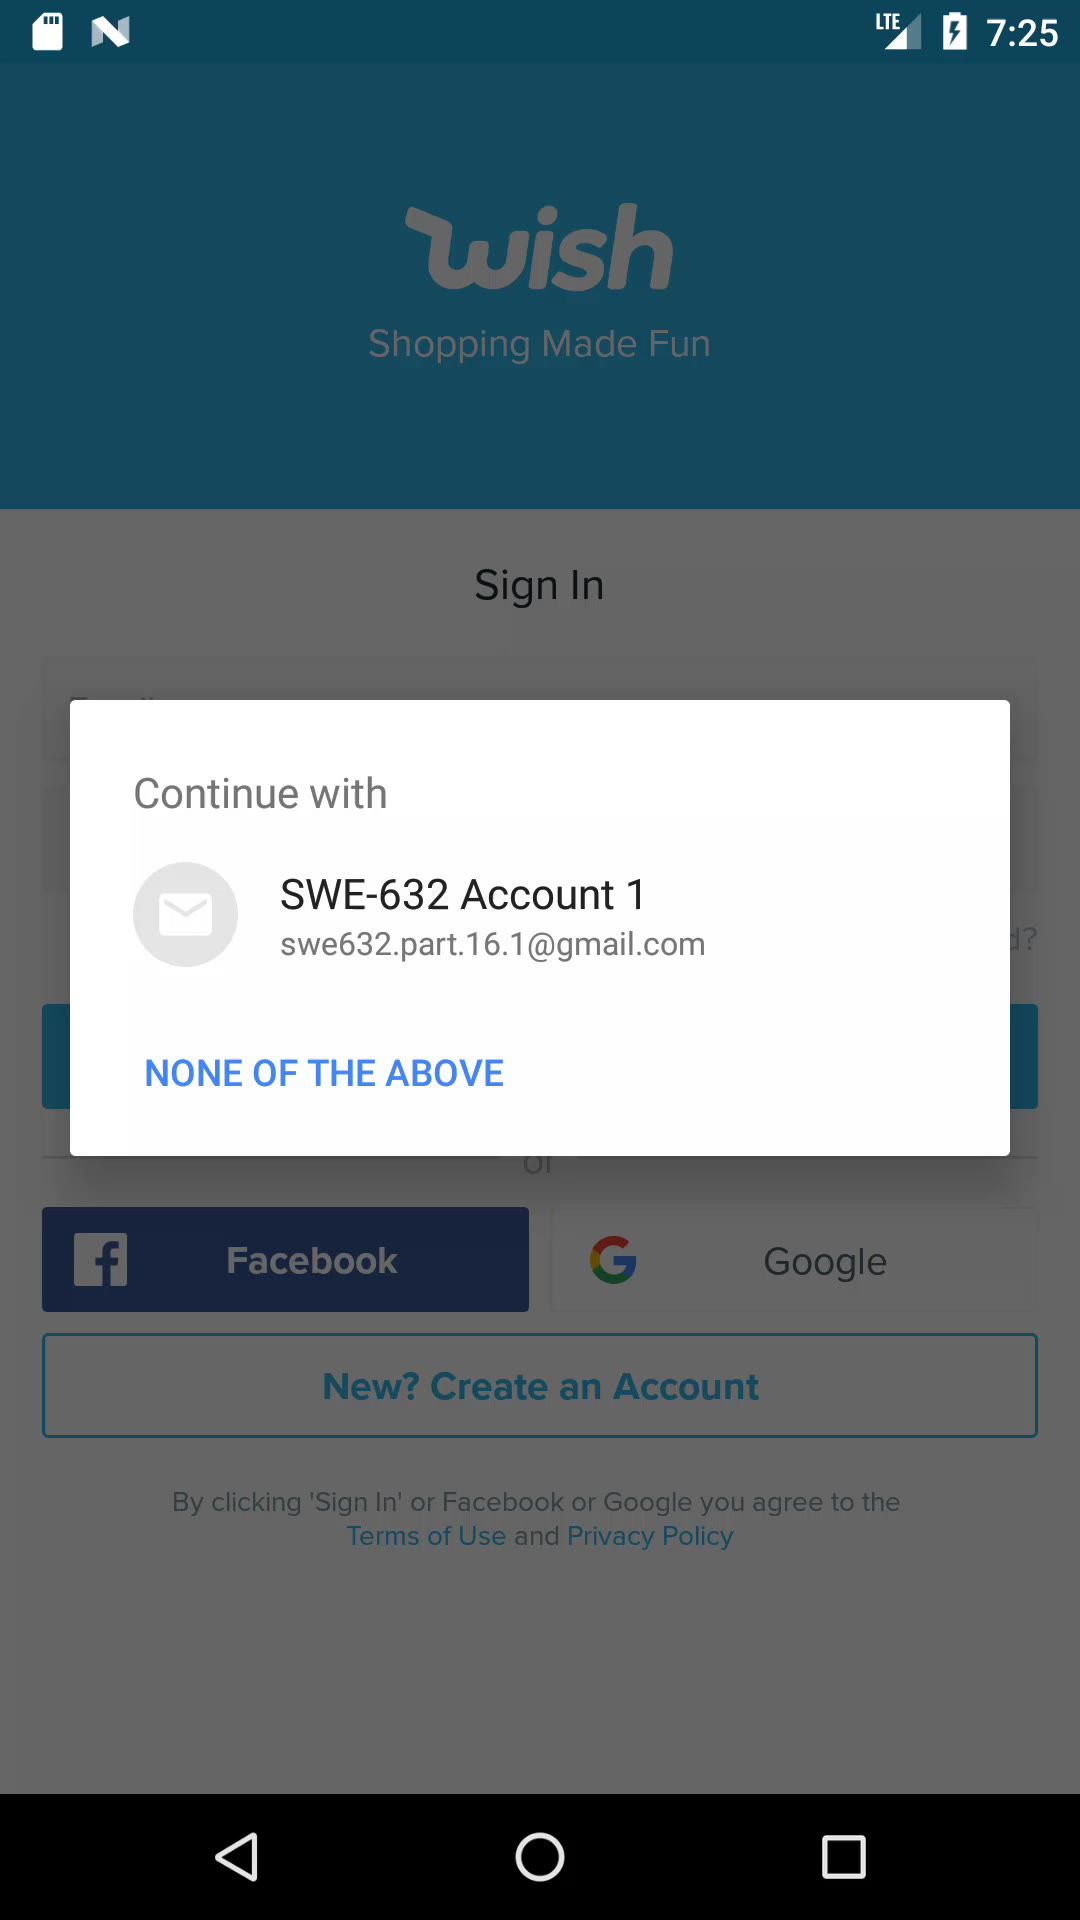 LTE 7:25
wish
Shopping Made Fun
Sign In
Continue with
SWE-632 Account 1
swe632.part.16.1@gmail.com
d?
NONE OF THE ABOVE
or
Facebook
Google
New? Create an Account
By clicking 'Sign In' or Facebook or Google you agree to the
Terms of Use and Privacy Policy